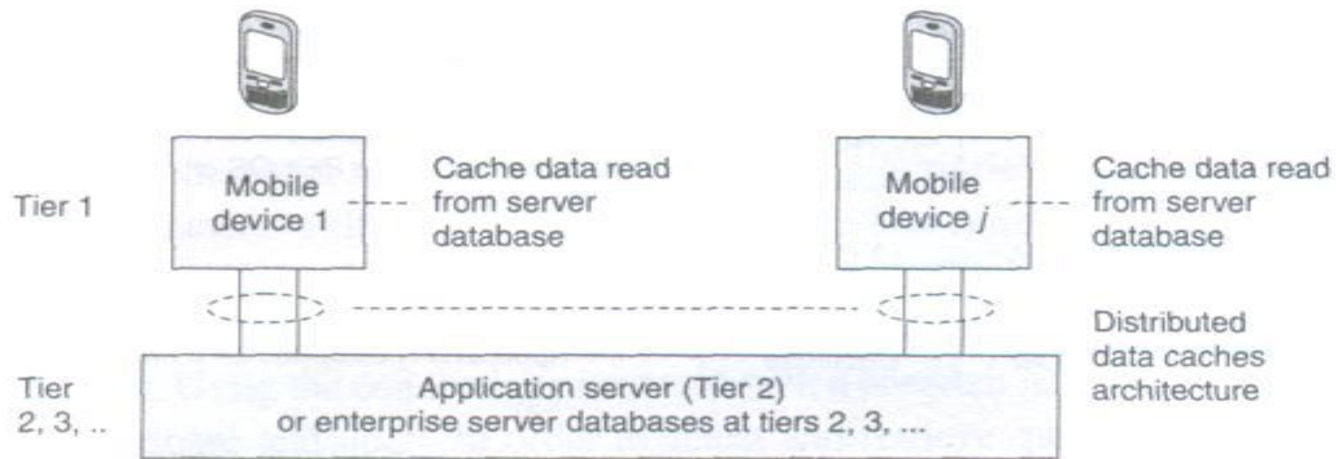 Tier 1
Mobile
device 1
Cache data read
from server
database
Mobile
device j
Cache data read
from server
database
Distributed
data caches
architecture
Tier
2, 3, ..
Application server (Tier 2)
or enterprise server databases at tiers 2, 3, ...